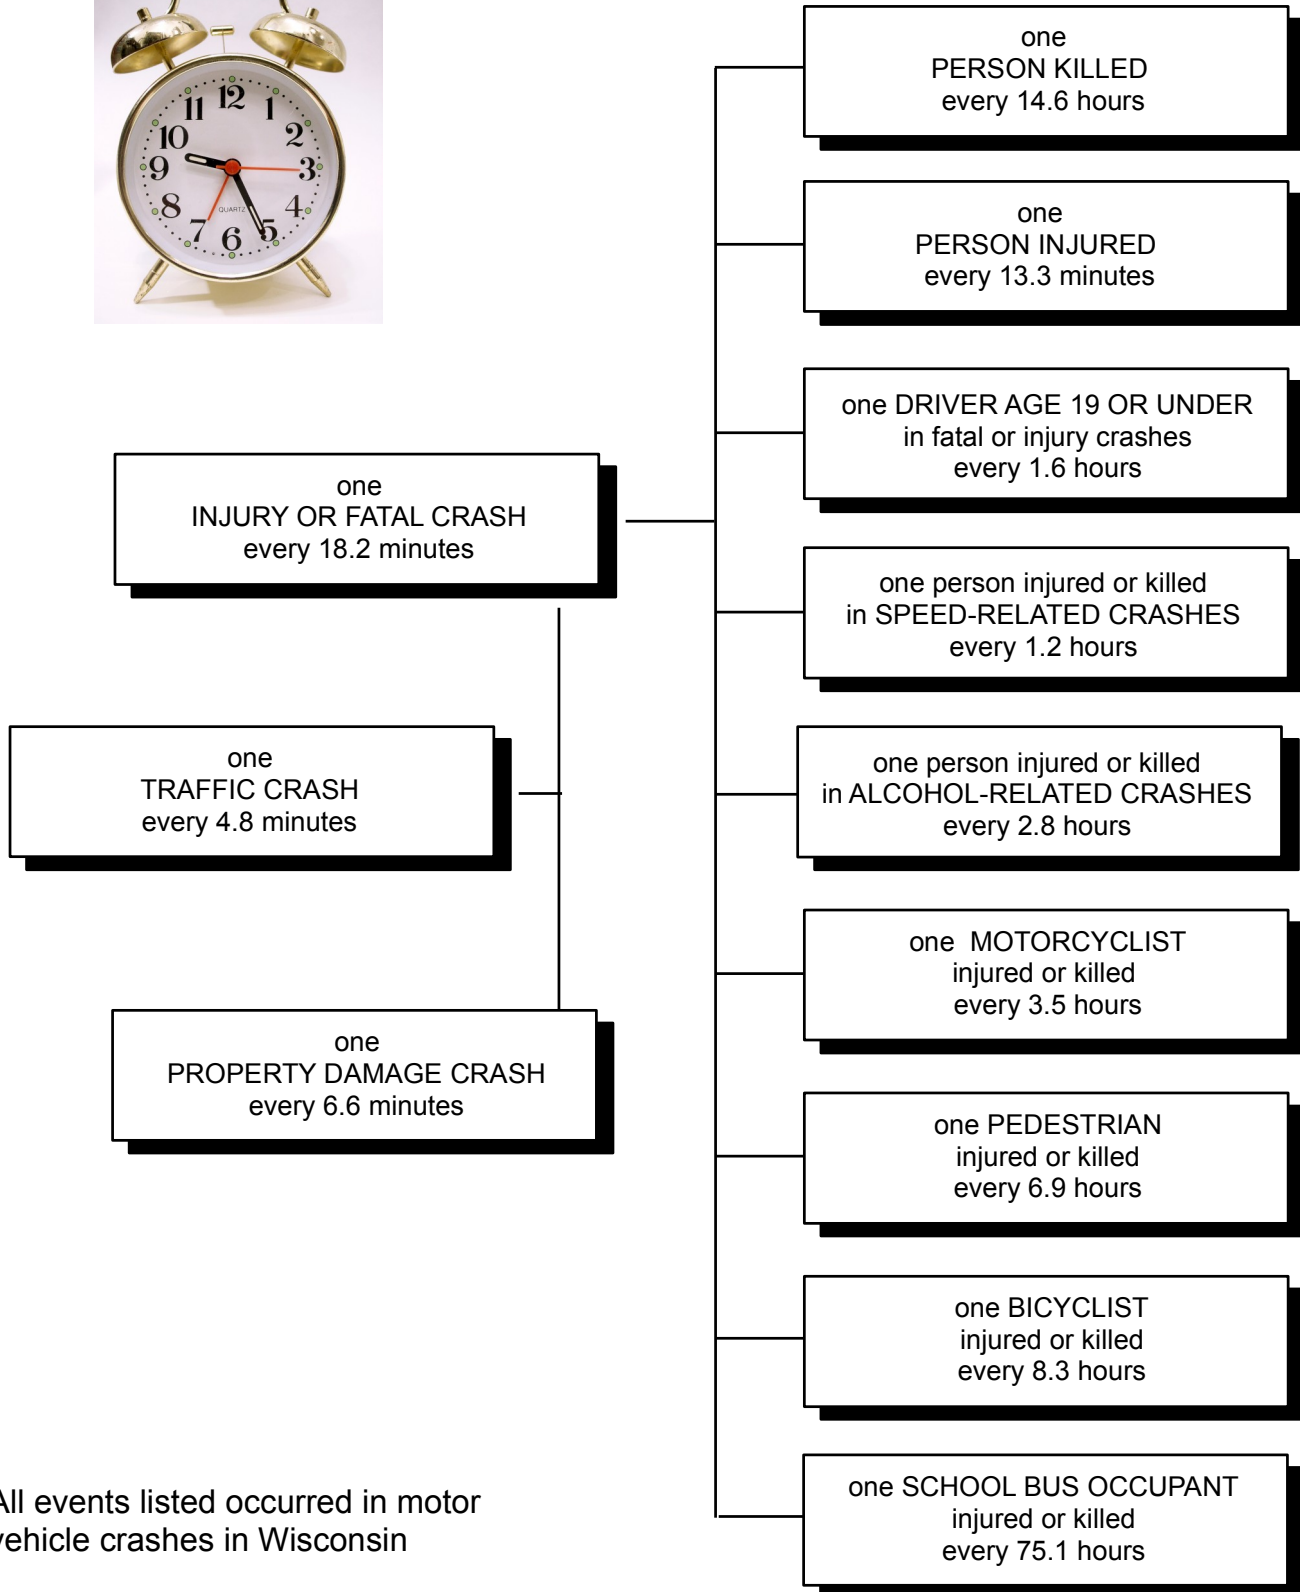 12
11
1
10
2
9
3
8
4
QUARTZ
7
5
6
one
PERSON KILLED
every 14.6 hours
one
PERSON INJURED
every 13.3 minutes
one DRIVER AGE 19 OR UNDER
in fatal or injury crashes
every 1.6 hours
one
INJURY OR FATAL CRASH
every 18.2 minutes
one person injured or killed
in SPEED-RELATED CRASHES
every 1.2 hours
one
TRAFFIC CRASH
every 4.8 minutes
one person injured or killed
in ALCOHOL-RELATED CRASHES
every 2.8 hours
one MOTORCYCLIST
injured or killed
every 3.5 hours
one
PROPERTY DAMAGE CRASH
every 6.6 minutes
one PEDESTRIAN
injured or killed
every 6.9 hours
one BICYCLIST
injured or killed
every 8.3 hours
one SCHOOL BUS OCCUPANT
injured or killed
every 75.1 hours
All events listed occurred in motor
vehicle crashes in Wisconsin